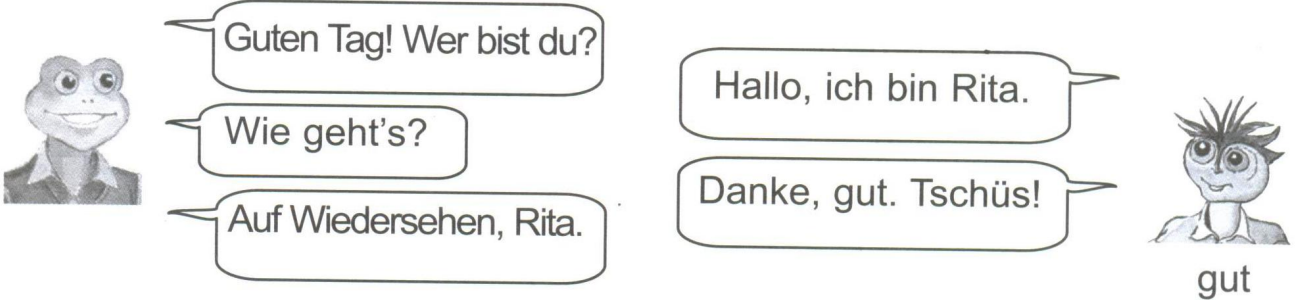 Guten Tag! Wer bist du?
Hallo, ich bin Rita.
Wie geht's?
Danke, gut. Tschüs!
Auf Wiedersehen, Rita.
gut